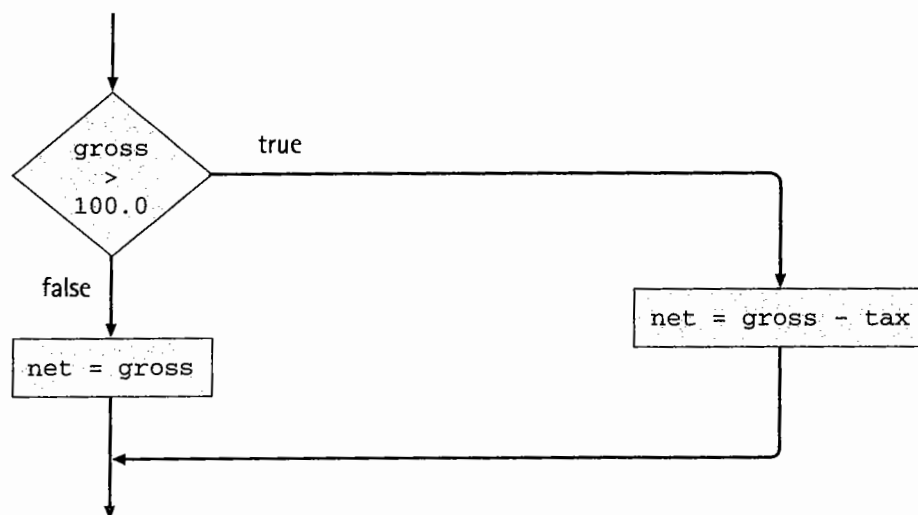 gross
>
100.0
true
false
net = gross - tax
net = gross